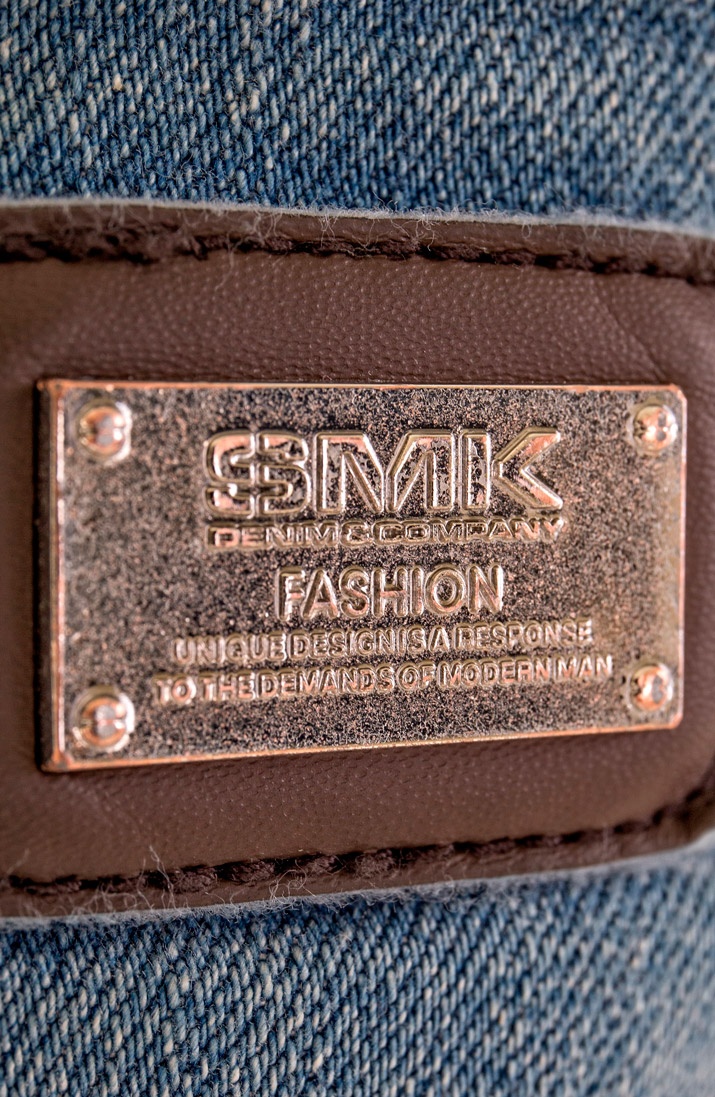 SMK
DENIM & COMPANY
FASHION
UNIQUE DESIGN IS A RESPONSE
TO THE DEMANDS OF MODERN MAN